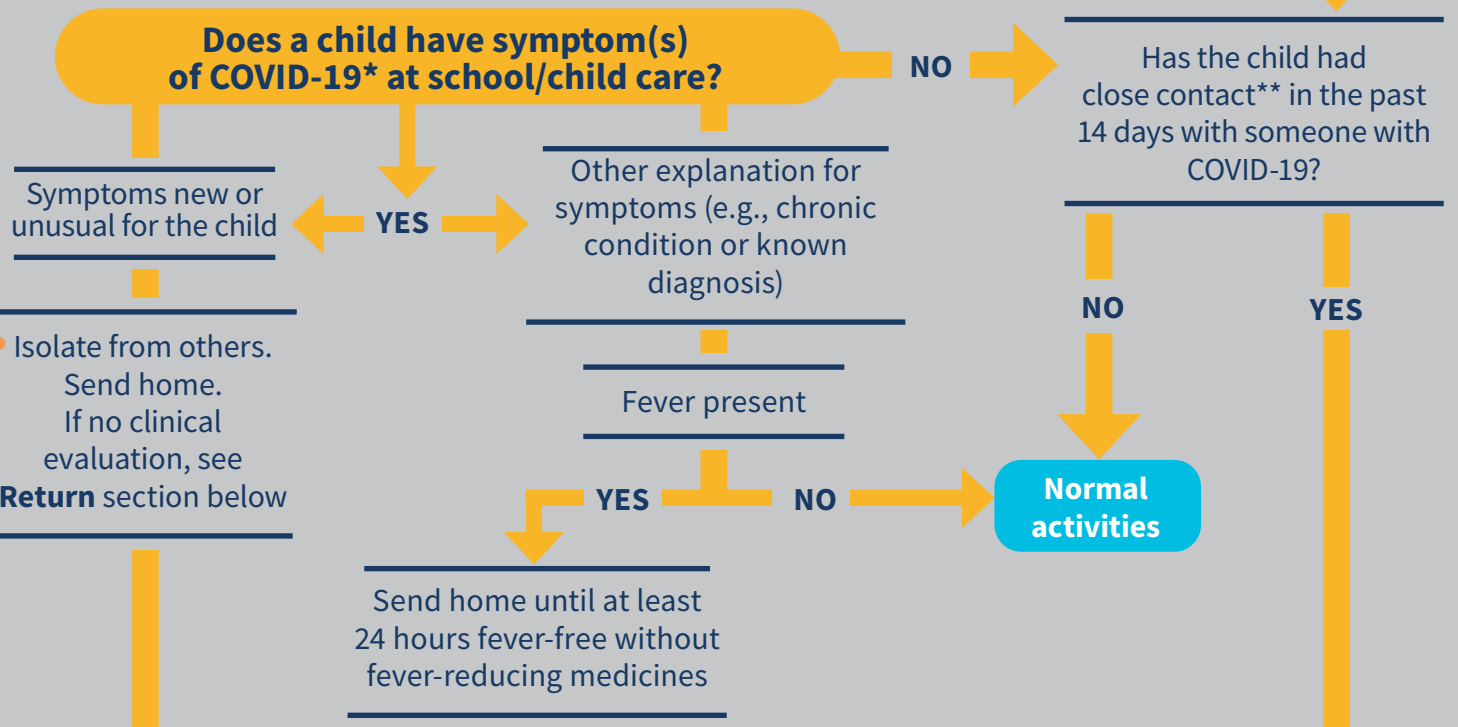 Does a child have symptom(s)
of COVID-19* at school/child care?
NO
Has the child had
close contact** in the past
14 days with someone with
COVID-19?
Symptoms new or
unusual for the child
YES
Other explanation for
symptoms (e.g., chronic
condition or known
diagnosis)
NO
YES
• Isolate from others.
Send home.
If no clinical
evaluation, see
Return section below
Fever present
YES
NO
Normal
activities
Send home until at least
24 hours fever-free without
fever-reducing medicines